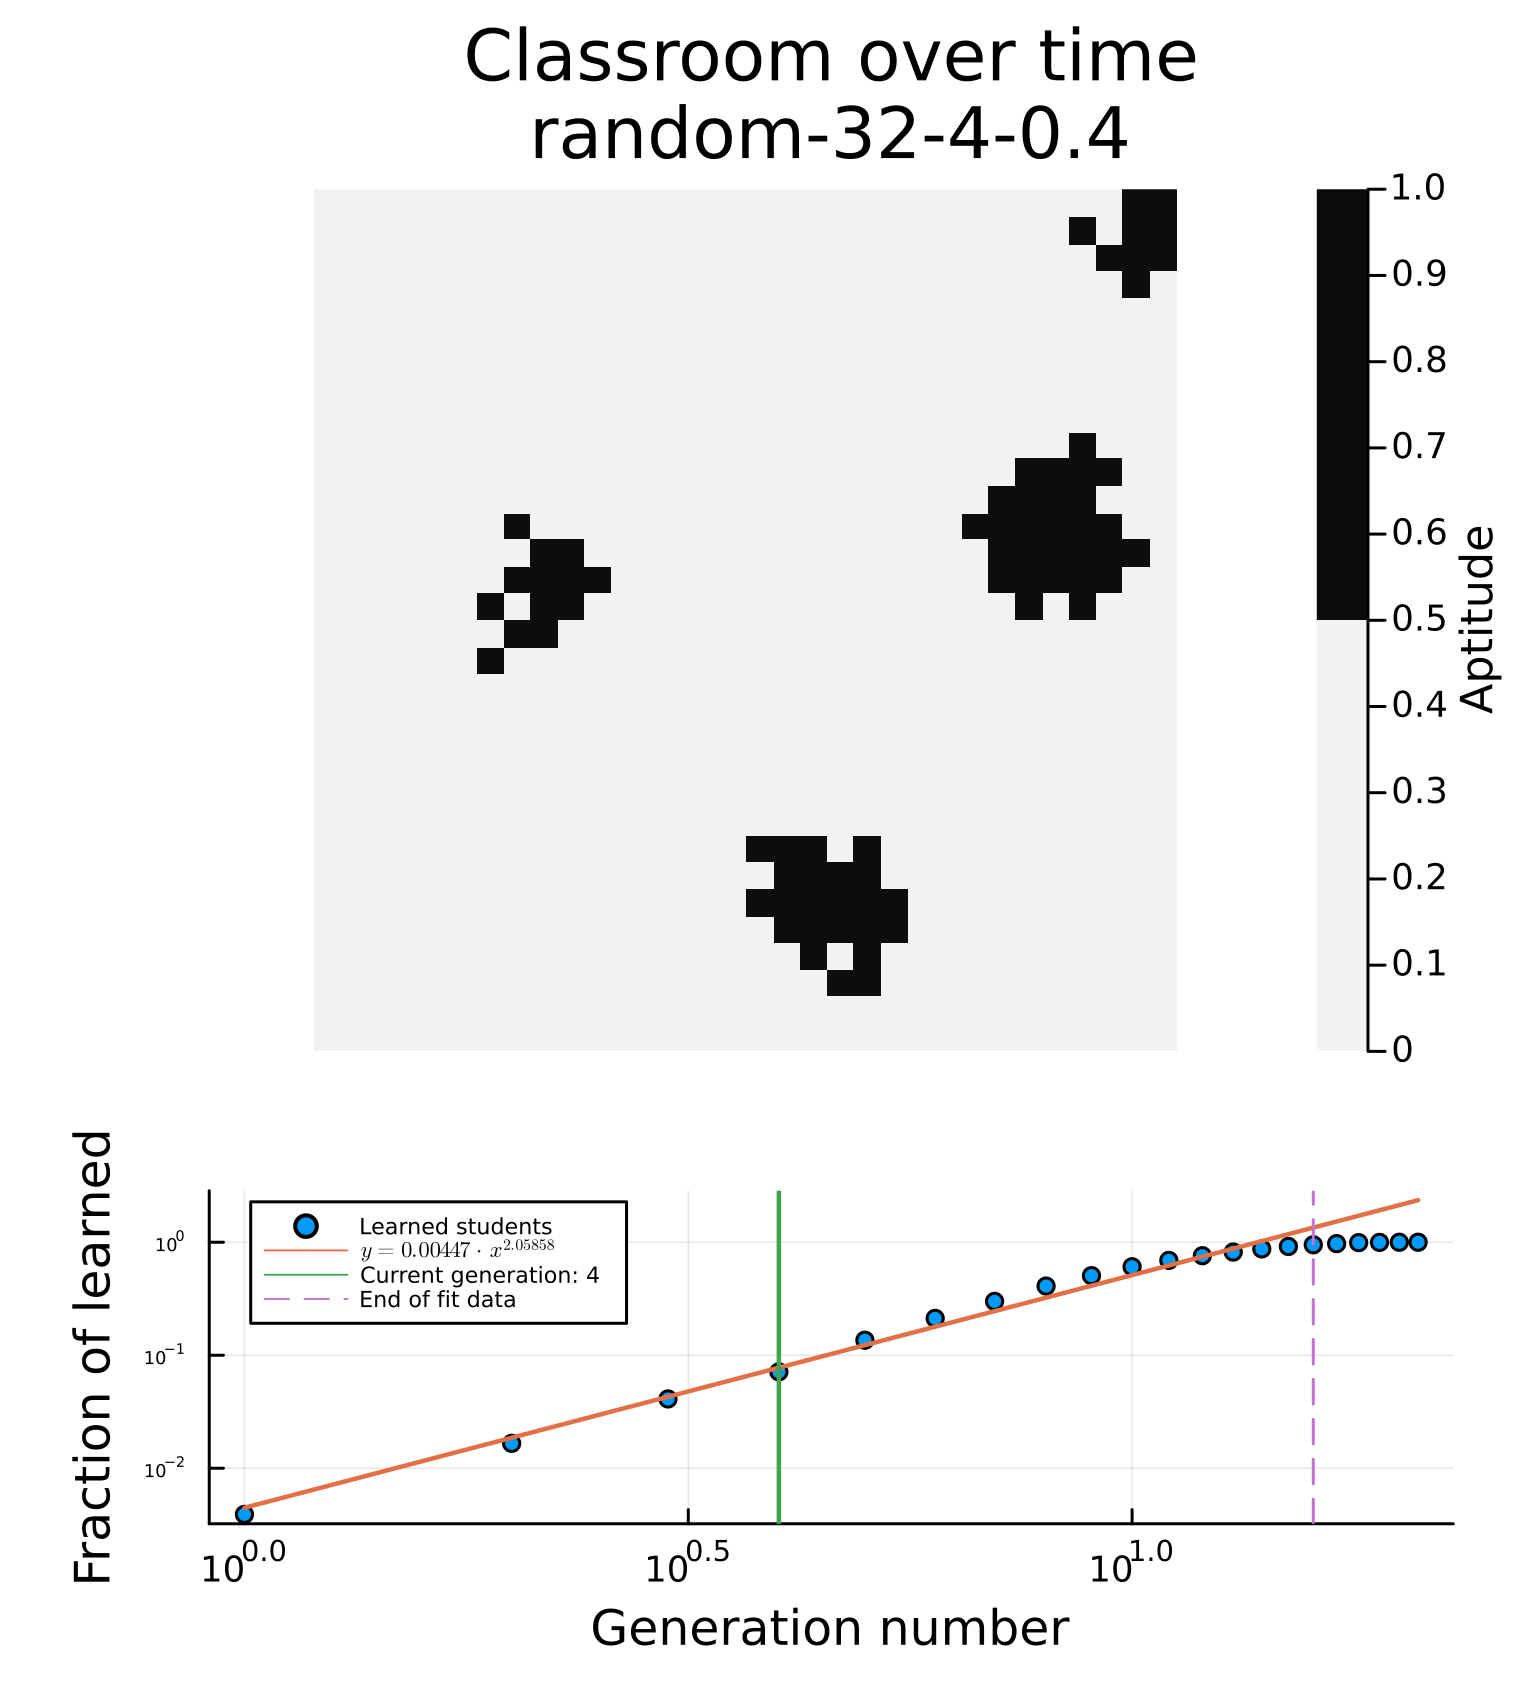 Classroom over time
random-32-4-0.4
1.0
0.9
0.8
0.7
0.6
0.5
0.4
0.3
0.2
0.1
0
Aptitude
Fraction of learned
10⁰
10⁻¹
10⁻²
Learned students
y = 0.00447 · x^2.05858
Current generation: 4
End of fit data
10^0.0
10^0.5
10^1.0
Generation number